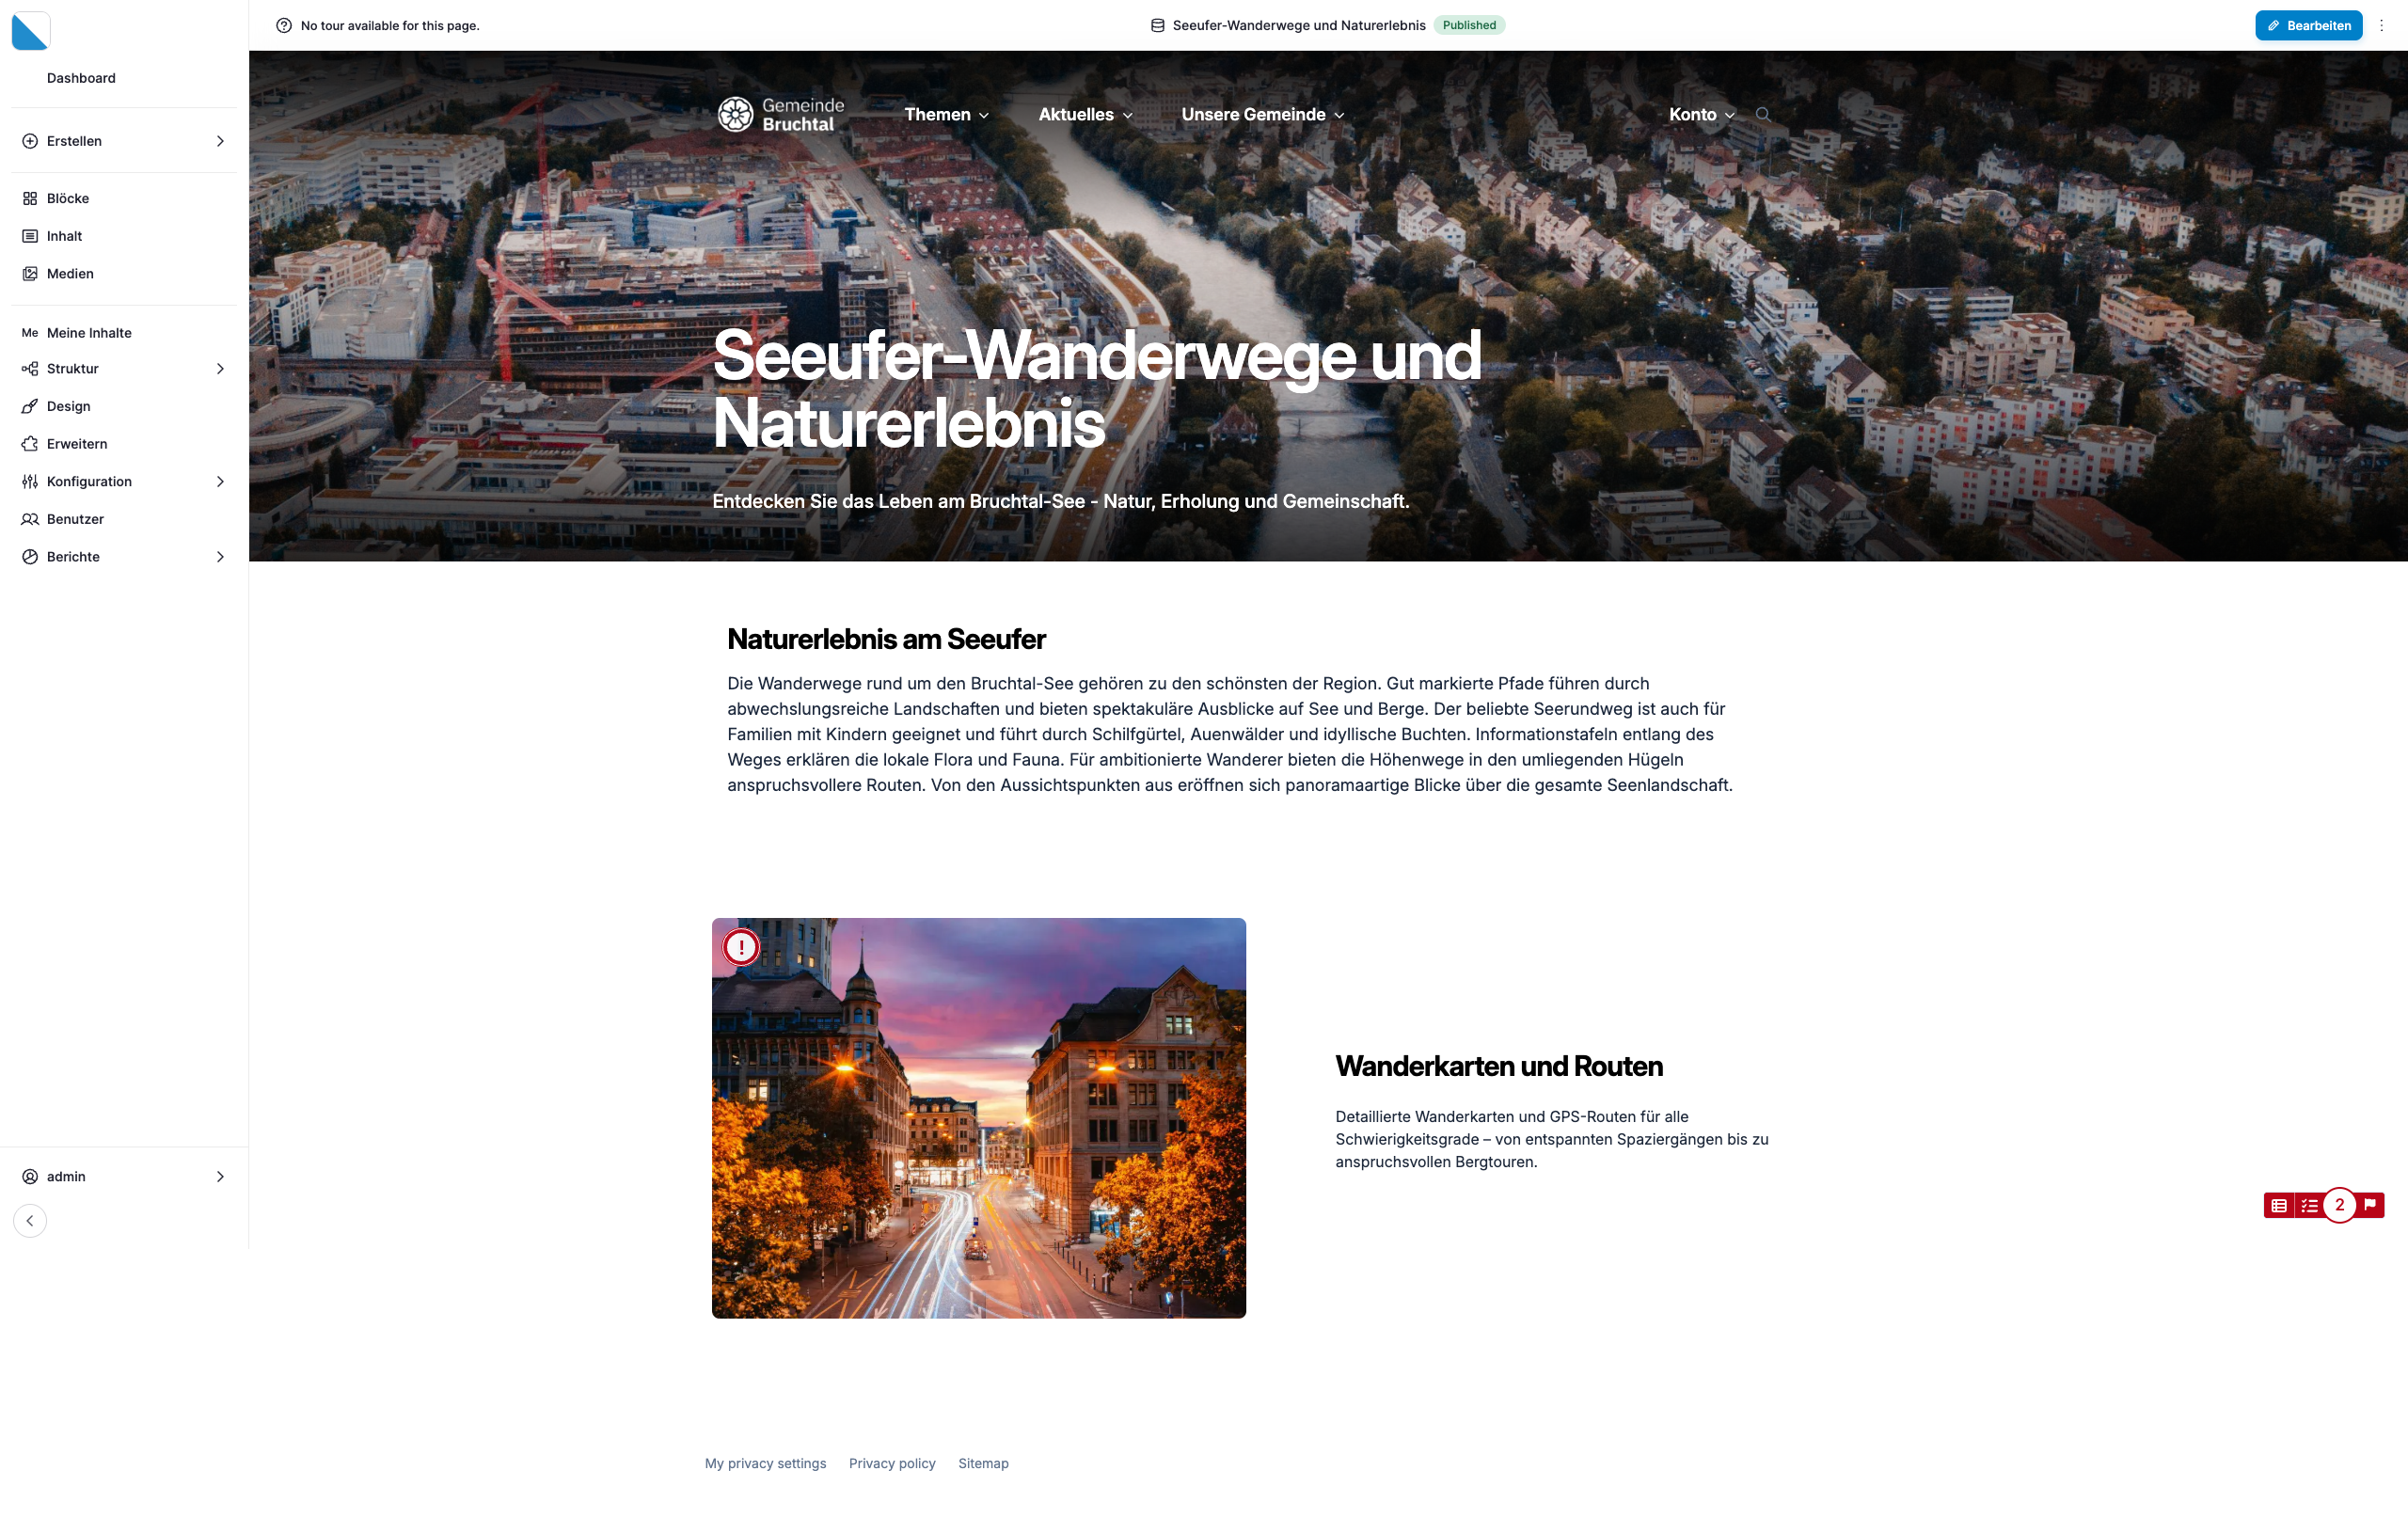 No tour available for this page.
Seeufer-Wanderwege und Naturerlebnis
Published
Bearbeiten
Dashboard
Erstellen
Blöcke
Inhalt
Medien
Me Meine Inhalte
Struktur
Design
Erweitern
Konfiguration
Benutzer
Berichte
admin
Gemeinde
Bruchtal
Themen
Aktuelles
Unsere Gemeinde
Konto
Seeufer-Wanderwege und
Naturerlebnis
Entdecken Sie das Leben am Bruchtal-See - Natur, Erholung und Gemeinschaft.
Naturerlebnis am Seeufer
Die Wanderwege rund um den Bruchtal-See gehören zu den schönsten der Region. Gut markierte Pfade führen durch
abwechslungsreiche Landschaften und bieten spektakuläre Ausblicke auf See und Berge. Der beliebte Seerundweg ist auch für
Familien mit Kindern geeignet und führt durch Schilfgürtel, Auenwälder und idyllische Buchten. Informationstafeln entlang des
Weges erklären die lokale Flora und Fauna. Für ambitionierte Wanderer bieten die Höhenwege in den umliegenden Hügeln
anspruchsvollere Routen. Von den Aussichtspunkten aus eröffnen sich panoramaartige Blicke über die gesamte Seenlandschaft.
!
Wanderkarten und Routen
Detaillierte Wanderkarten und GPS-Routen für alle
Schwierigkeitsgrade – von entspannten Spaziergängen bis zu
anspruchsvollen Bergtouren.
2
My privacy settings
Privacy policy
Sitemap